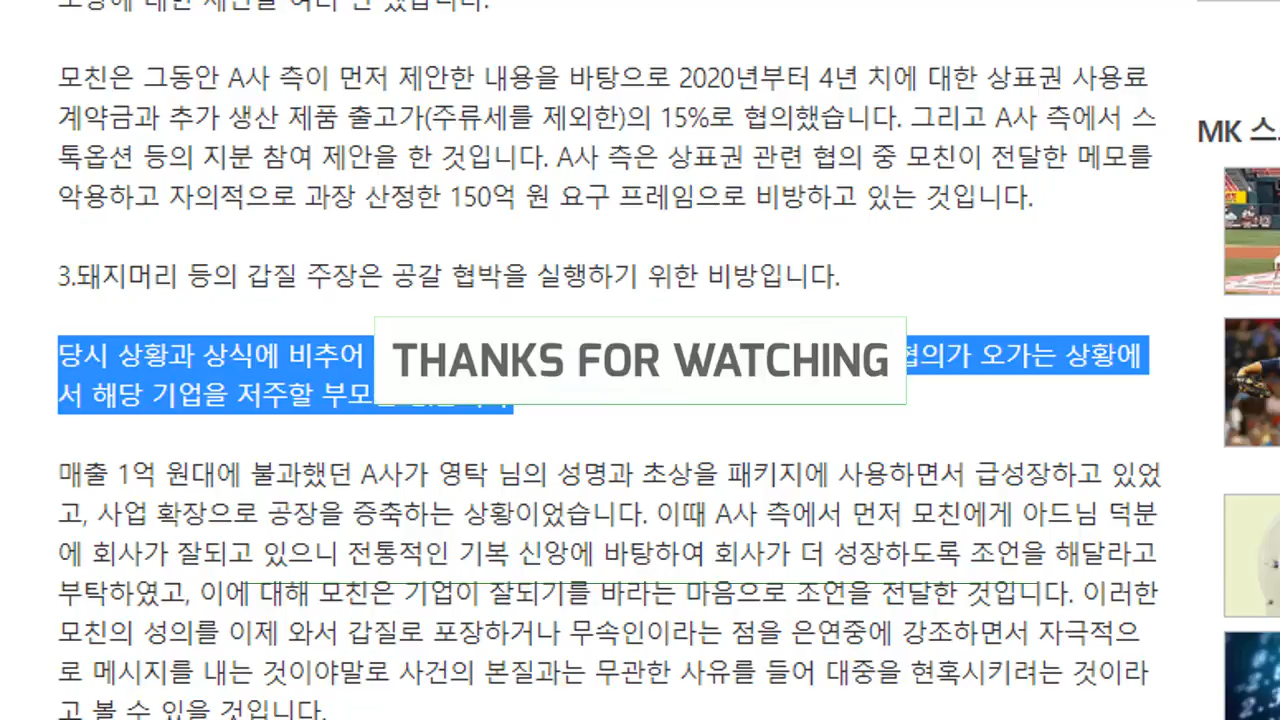 모친은 그동안 A사 측이 먼저 제안한 내용을 바탕으로 2020년부터 4년 치에 대한 상표권 사용료
계약금과 추가 생산 제품 출고가(주류세를 제외한)의 15%로 협의했습니다. 그리고 A사 측에서 스
톡옵션 등의 지분 참여 제안을 한 것입니다. A사 측은 상표권 관련 협의 중 모친이 전달한 메모를
악용하고 자의적으로 과장 산정한 150억 원 요구 프레임으로 비방하고 있는 것입니다.
3.돼지머리 등의 갑질 주장은 공갈 협박을 실행하기 위한 비방입니다.
당시 상황과 상식에 비추어 협의가 오가는 상황에
서 해당 기업을 저주할 부모
THANKS FOR WATCHING
매출 1억 원대에 불과했던 A사가 영탁 님의 성명과 초상을 패키지에 사용하면서 급성장하고 있었
고, 사업 확장으로 공장을 증축하는 상황이었습니다. 이때 A사 측에서 먼저 모친에게 아드님 덕분
에 회사가 잘되고 있으니 전통적인 기복 신앙에 바탕하여 회사가 더 성장하도록 조언을 해달라고
부탁하였고, 이에 대해 모친은 기업이 잘되기를 바라는 마음으로 조언을 전달한 것입니다. 이러한
모친의 성의를 이제 와서 갑질로 포장하거나 무속인이라는 점을 은연중에 강조하면서 자극적으
로 메시지를 내는 것이야말로 사건의 본질과는 무관한 사유를 들어 대중을 현혹시키려는 것이라
고 볼 수 있을 것입니다.
MK 스